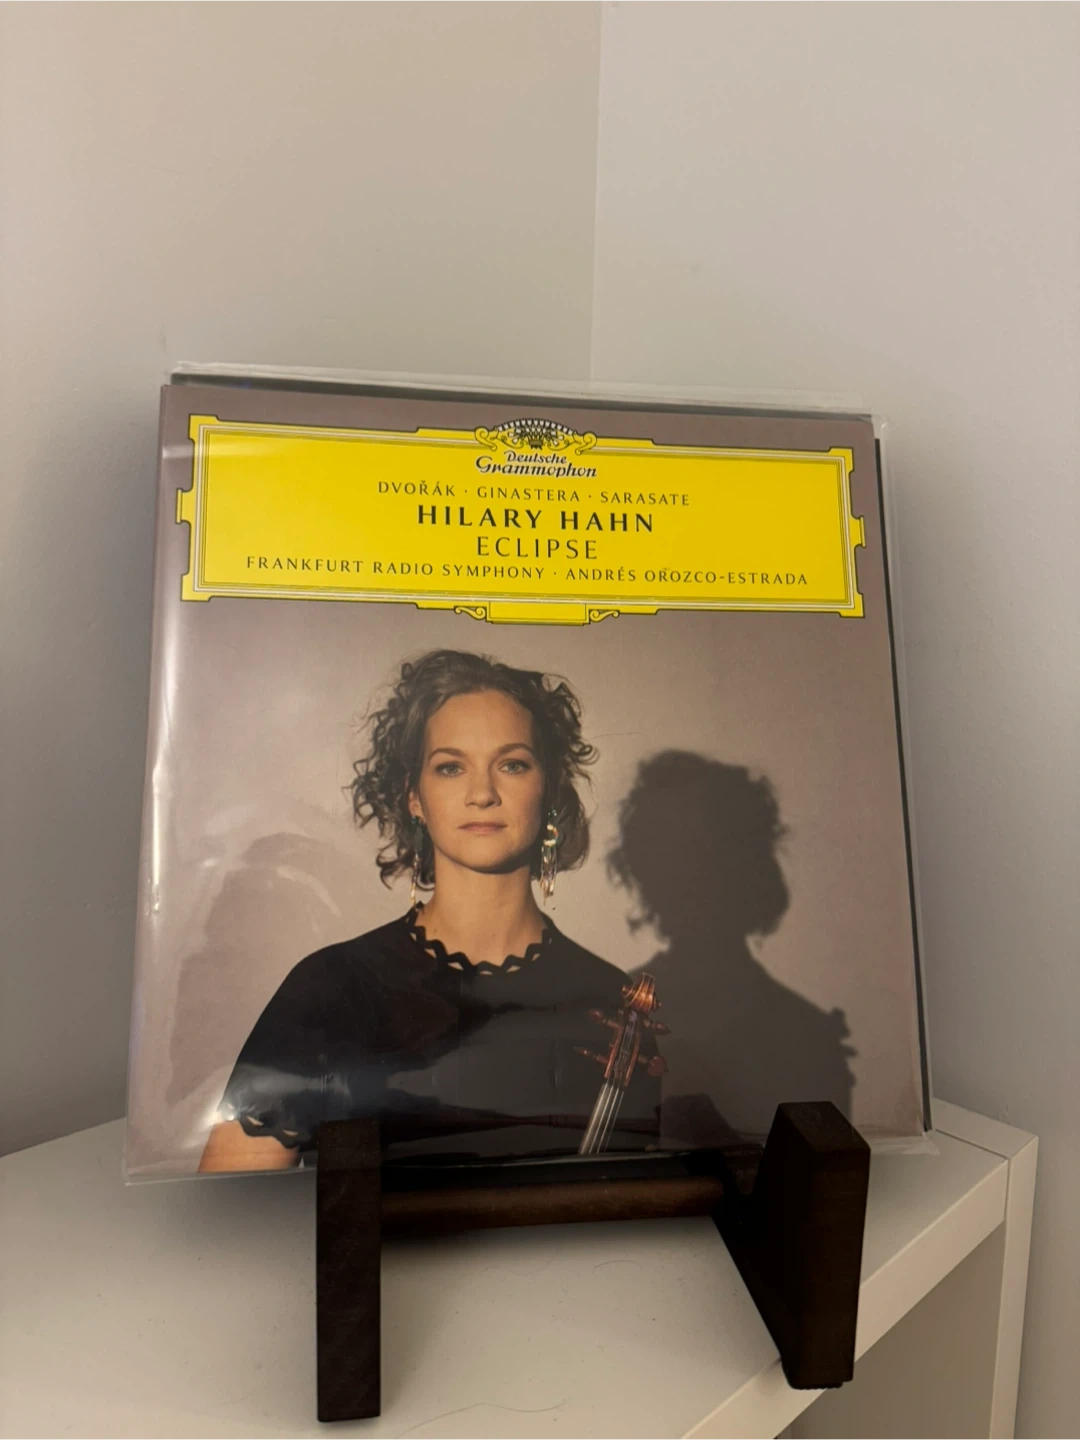 Deutsche
Grammophon
DVOŘÁK · GINASTERA · SARASATE
HILARY HAHN
ECLIPSE
FRANKFURT RADIO SYMPHONY · ANDRÉS OROZCO-ESTRADA